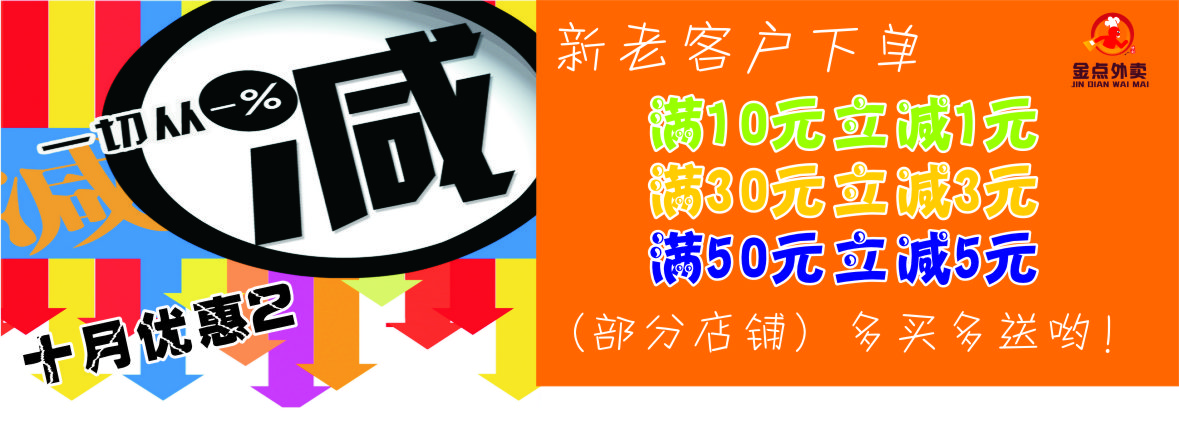 一切从-%
减
减
十月优惠2
新老客户下单
满10元立减1元
满30元立减3元
满50元立减5元
（部分店铺）多买多送哟！
金点外卖
JIN DIAN WAI MAI